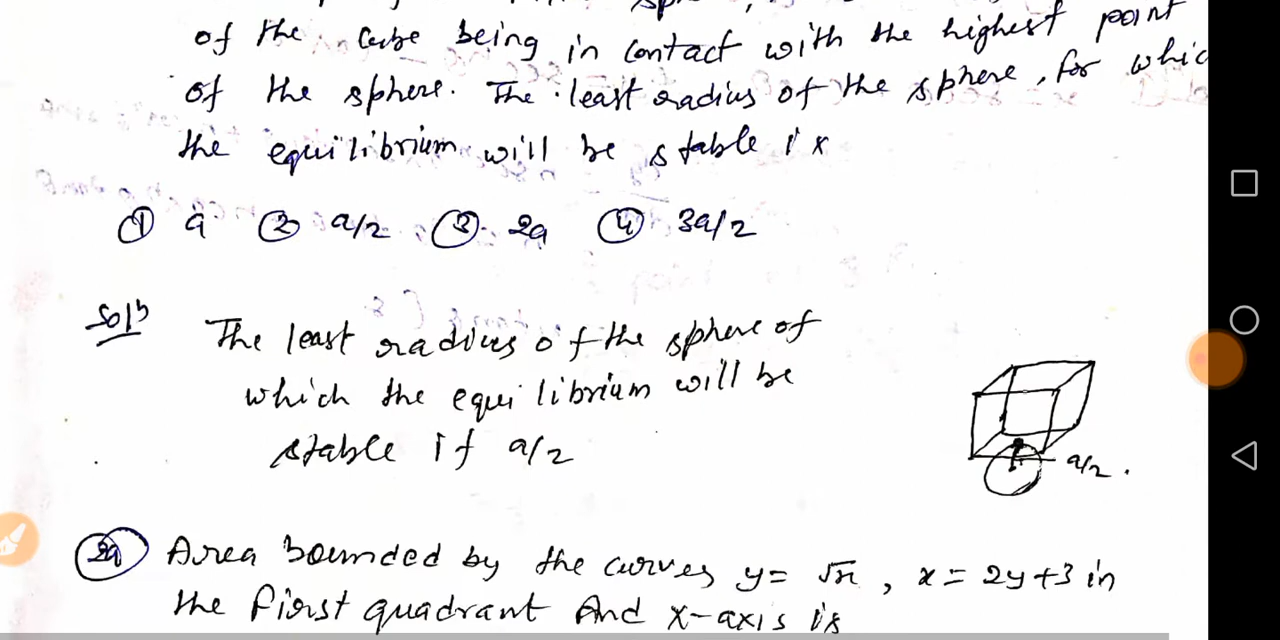 of the cube being in contact with the highest point
of the sphere. The least radius of the sphere, for whic
the equilibrium will be stable is
① a ② a/2 ③ 2a ④ 3a/2
Soln The least radius of the sphere of
which the equilibrium will be
stable if a/2
a/2.
29 Area bounded by the curves y = √x, x = 2y+3 in
the first quadrant And x-axis is